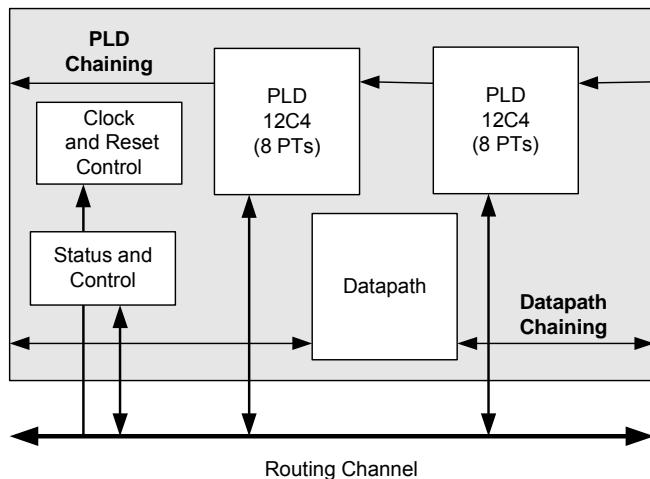 PLD
Chaining
PLD
12C4
(8 PTs)
PLD
12C4
(8 PTs)
Clock
and Reset
Control
Status and
Control
Datapath
Datapath
Chaining
Routing Channel